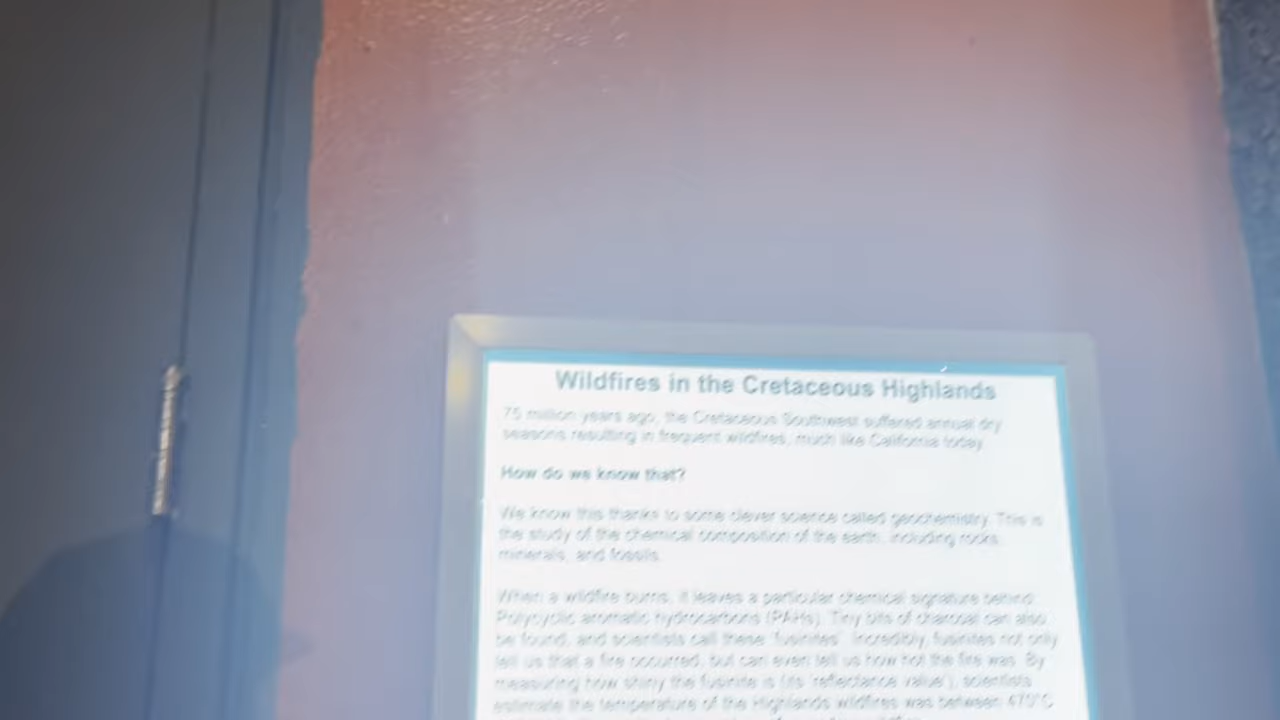 Wildfires in the Cretaceous Highlands
75 million years ago, the Cretaceous Southwest suffered annual dry
seasons resulting in frequent wildfires, much like California today.
How do we know that?
We know this thanks to some clever science called geochemistry. This is
the study of the chemical composition of the earth, including rocks,
minerals, and fossils.
When a wildfire burns, it leaves a particular chemical signature behind:
Polycyclic aromatic hydrocarbons (PAHs). Tiny bits of charcoal can also
be found, and scientists call these "fusinites". Incredibly, fusinites not only
tell us that a fire occurred, but can even tell us how hot the fire was. By
measuring how shiny the fusinite is (its "reflectance value"), scientists
estimate the temperature of the Highlands wildfires was between 470°C